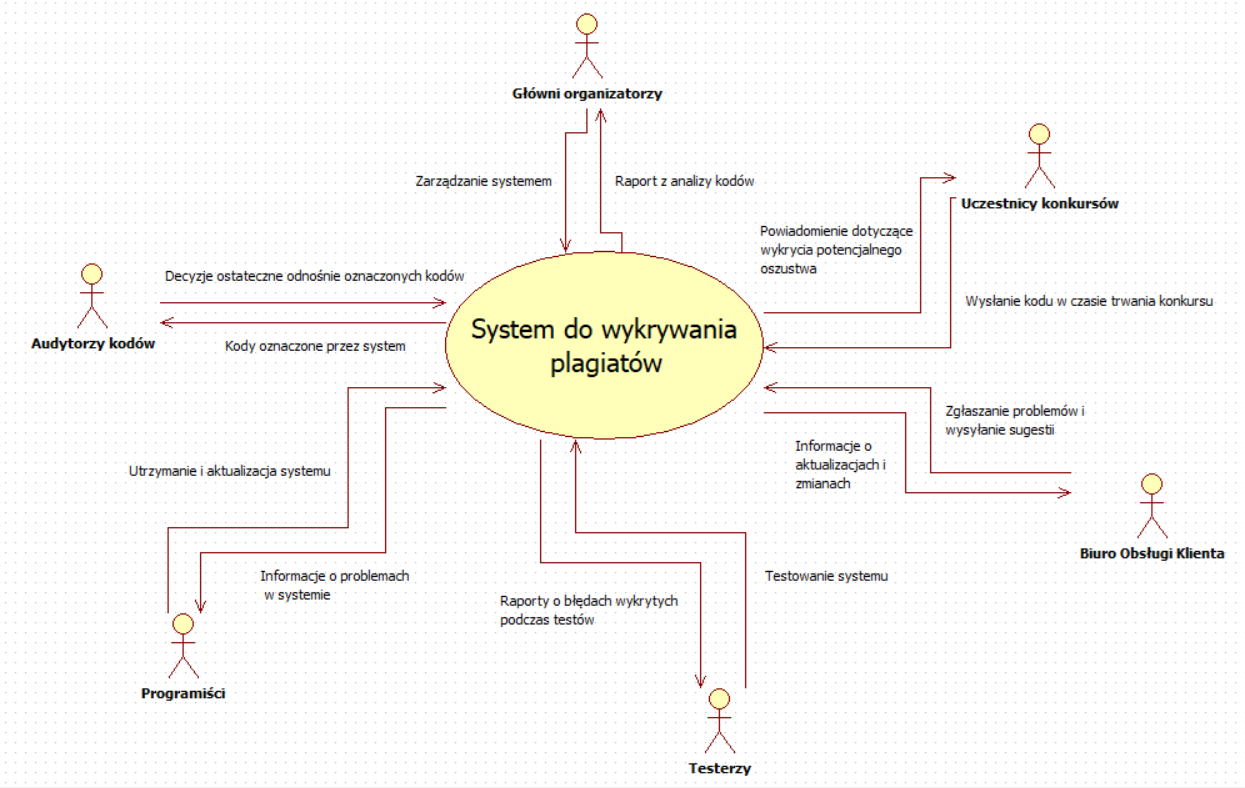 Główni organizatorzy
Zarządzanie systemem
Raport z analizy kodów
Uczestnicy konkursów
Powiadomienie dotyczące
wykrycia potencjalnego
oszustwa
Wysłanie kodu w czasie trwania konkursu
Decyzje ostateczne odnośnie oznaczonych kodów
Audytorzy kodów
Kody oznaczone przez system
System do wykrywania
plagiatów
Zgłaszanie problemów i
wysyłanie sugestii
Informacje o
aktualizacjach i
zmianach
Biuro Obsługi Klienta
Utrzymanie i aktualizacja systemu
Informacje o problemach
w systemie
Programiści
Raporty o błędach wykrytych
podczas testów
Testowanie systemu
Testerzy